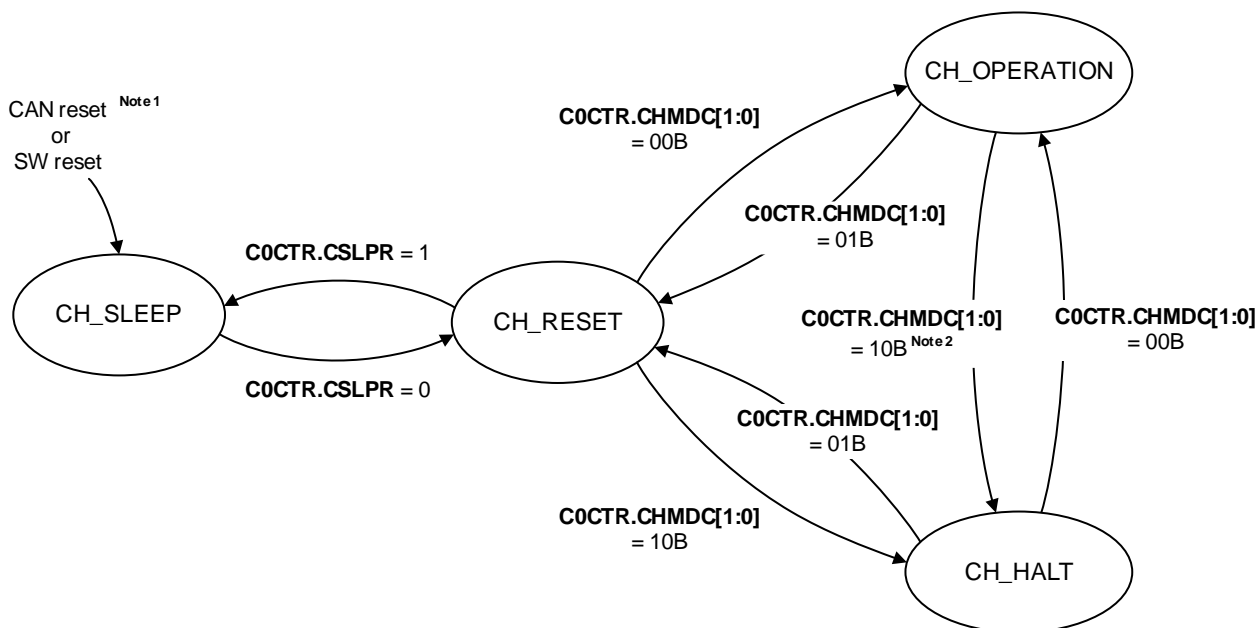 CH_OPERATION
CAN reset Note 1
or
SW reset
C0CTR.CHMDC[1:0]
= 00B
C0CTR.CHMDC[1:0]
= 01B
C0CTR.CSLPR = 1
CH_SLEEP
CH_RESET
C0CTR.CHMDC[1:0]
= 10B Note 2
C0CTR.CHMDC[1:0]
= 00B
C0CTR.CSLPR = 0
C0CTR.CHMDC[1:0]
= 01B
C0CTR.CHMDC[1:0]
= 10B
CH_HALT